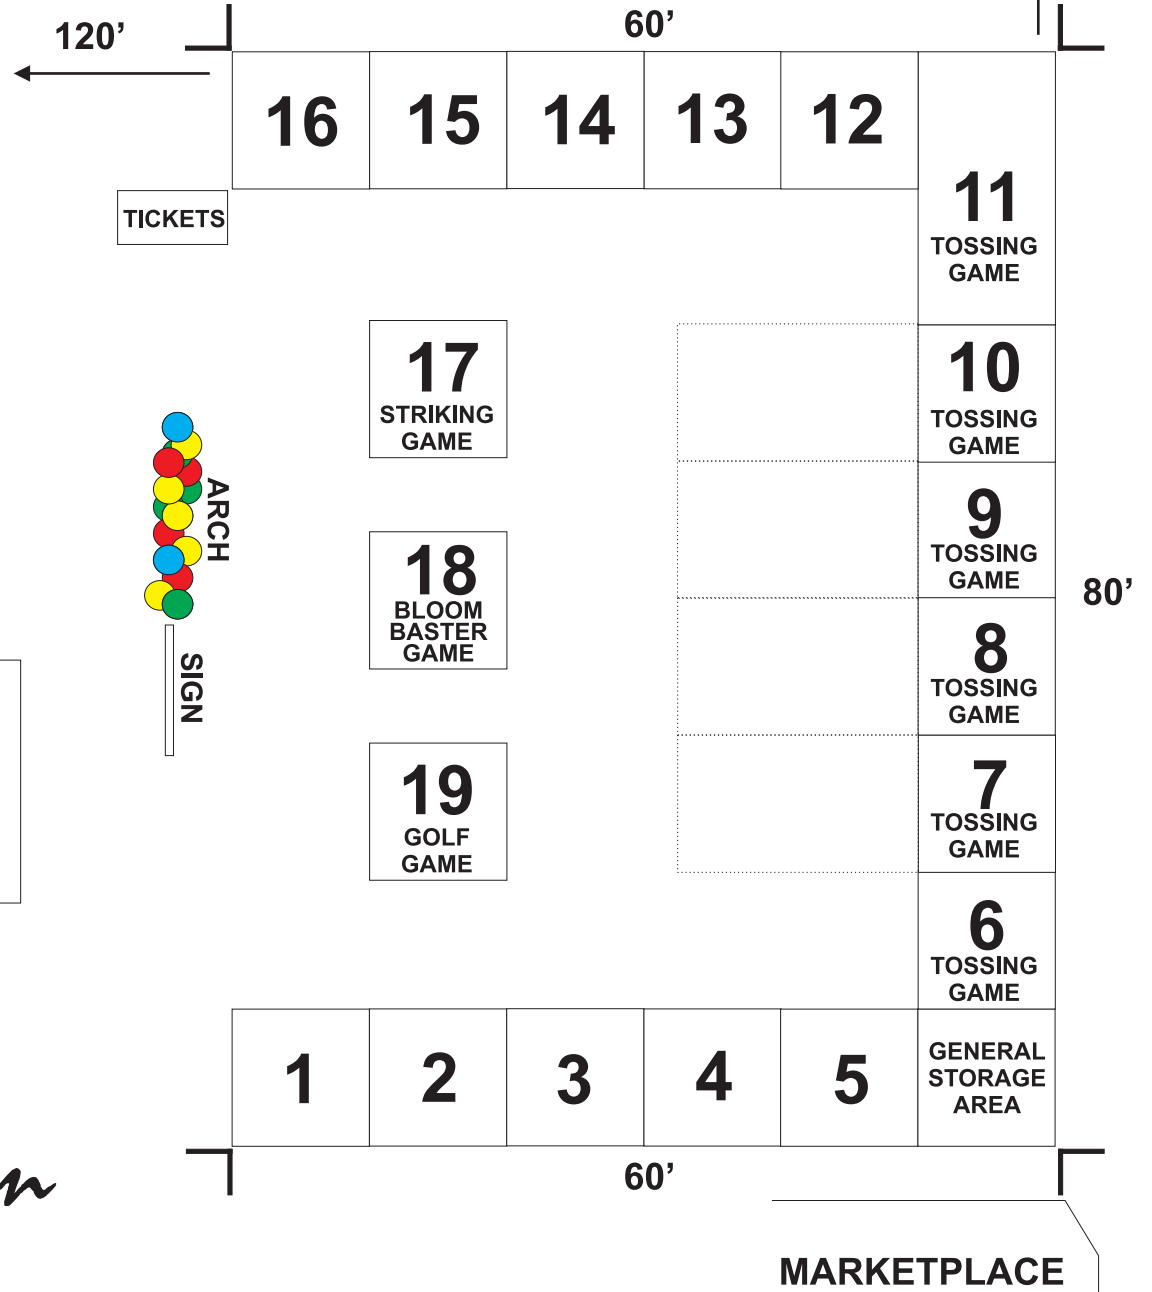 120’
60’
16
15
14
13
12
11
TOSSING
GAME
TICKETS
17
STRIKING
GAME
10
TOSSING
GAME
ARCH
9
TOSSING
GAME
18
BLOOM
BASTER
GAME
80’
8
TOSSING
GAME
SIGN
19
GOLF
GAME
7
TOSSING
GAME
6
TOSSING
GAME
1
2
3
4
5
GENERAL
STORAGE
AREA
60’
MARKETPLACE